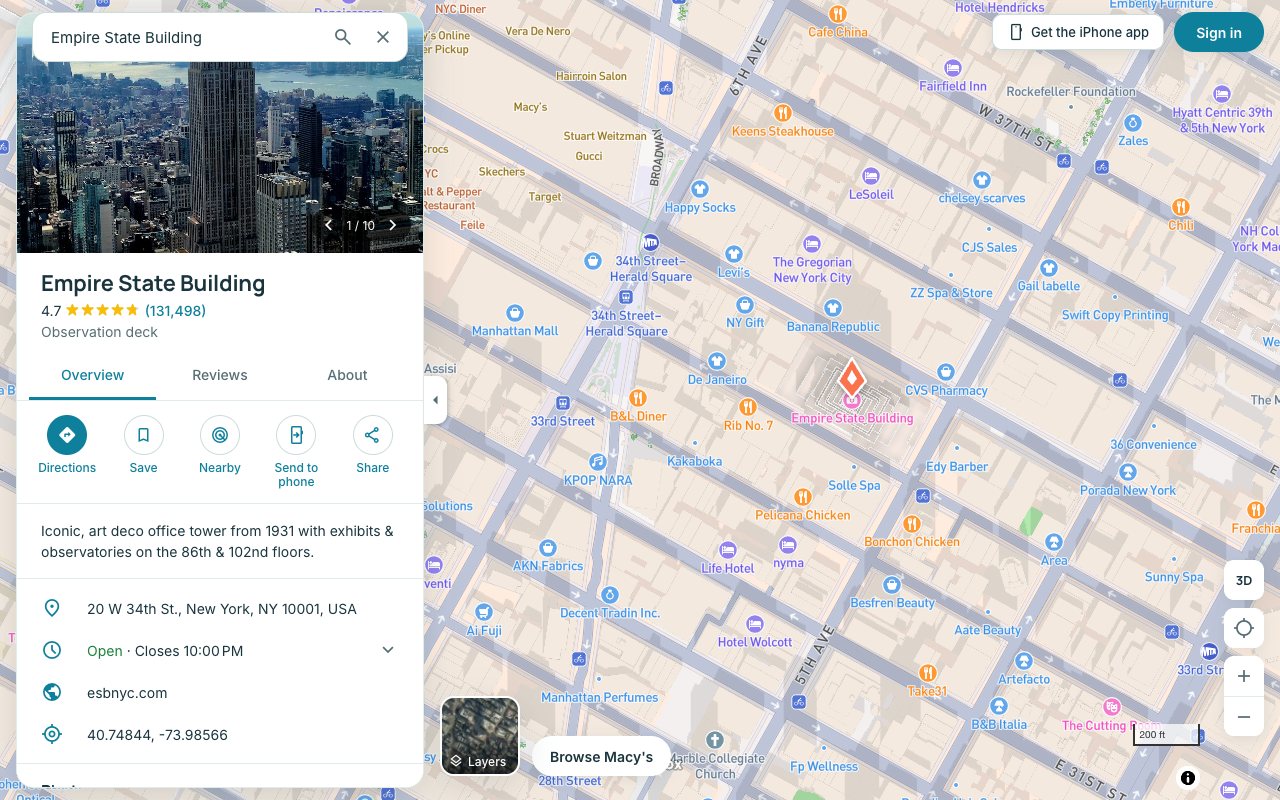 Empire State Building
1 / 10
Empire State Building
4.7
(131,498)
Observation deck
Overview
Reviews
About
Directions
Save
Nearby
Send to
phone
Share
Iconic, art deco office tower from 1931 with exhibits &
observatories on the 86th & 102nd floors.
20 W 34th St., New York, NY 10001, USA
Open · Closes 10:00 PM
esbnyc.com
40.74844, -73.98566
Get the iPhone app
Sign in
NYC Diner
Vera De Nero
Cafe China
Hotel Hendricks
Emberly Furniture
Hairroin Salon
6TH AVE
Fairfield Inn
Rockefeller Foundation
Hyatt Centric 39th
& 5th New York
Macy's
Keens Steakhouse
W 37TH ST
Zales
Stuart Weitzman
Gucci
BROADWAY
Skechers
Target
Feile
LeSoleil
chelsey scarves
Happy Socks
Chili
34th Street–
Herald Square
Levi's
The Gregorian
New York City
CJS Sales
ZZ Spa & Store
Gail labelle
34th Street–
Herald Square
Manhattan Mall
NY Gift
Banana Republic
Swift Copy Printing
Assisi
De Janeiro
CVS Pharmacy
33rd Street
B&L Diner
Rib No. 7
Empire State Building
36 Convenience
KPOP NARA
Kakaboka
Edy Barber
Solle Spa
Porada New York
Pelicana Chicken
Bonchon Chicken
AKN Fabrics
Life Hotel
nyma
Area
Sunny Spa
3D
Decent Tradin Inc.
Besfren Beauty
Ai Fuji
Hotel Wolcott
Aate Beauty
5TH AVE
Take31
Artefacto
Manhattan Perfumes
B&B Italia
200 ft
Layers
Browse Macy's
Marble Collegiate
Church
Fp Wellness
28th Street
E 31ST ST